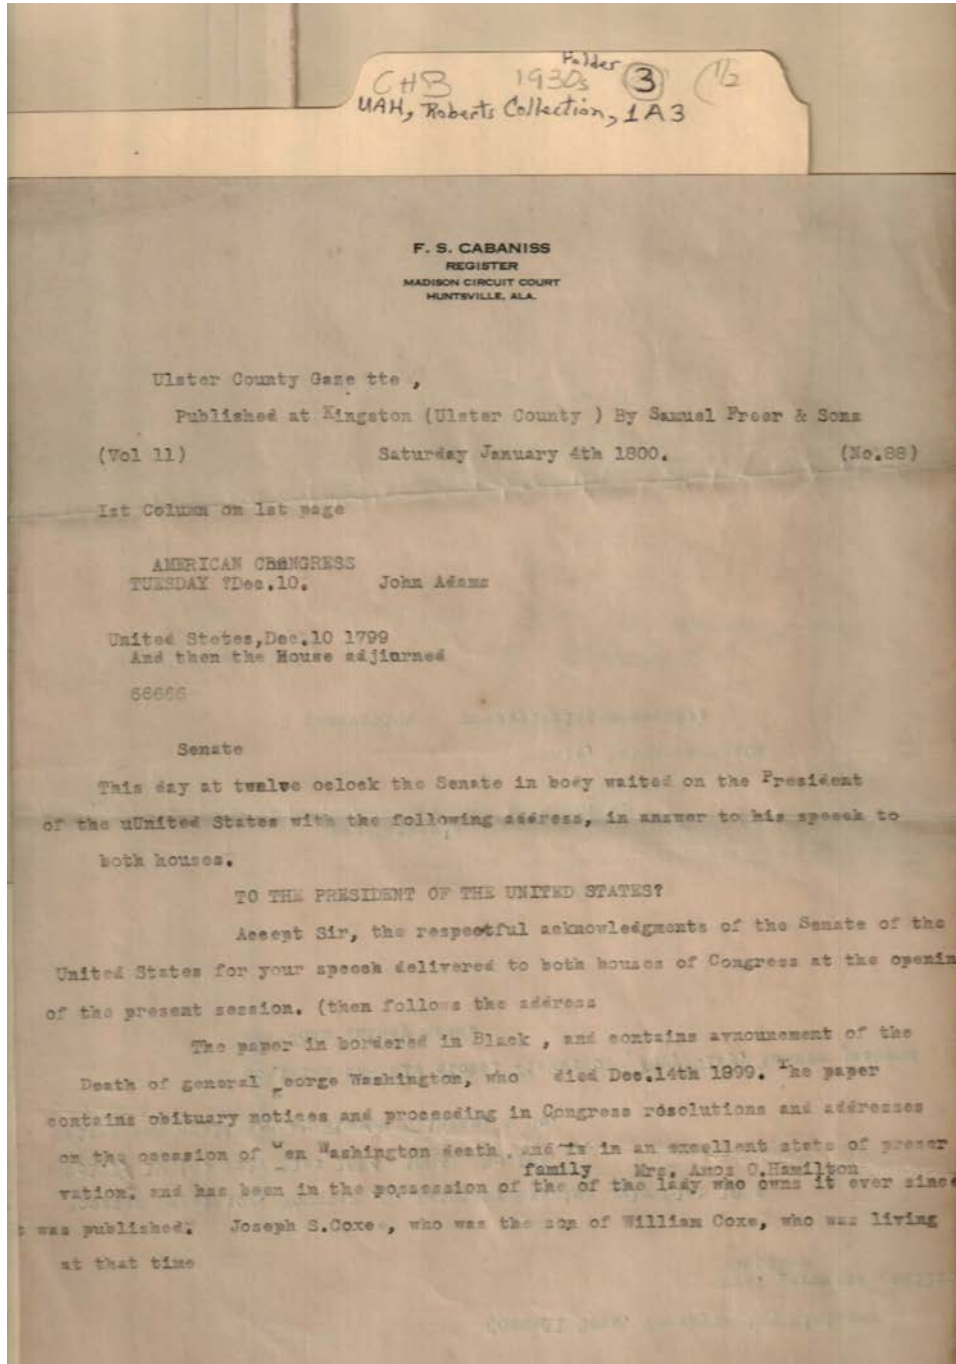 Folder
CHB 1930s 3 (1/2
UAH, Roberts Collection, 1A3
F. S. CABANISS
REGISTER
MADISON CIRCUIT COURT
HUNTSVILLE, ALA.
Ulster County Gaze tte ,
Published at Kingston (Ulster County ) By Samuel Freer & Sons
(Vol 11) Saturday January 4th 1800. (No.88)
Ist Column on 1st page
AMERICAN CONGRESS
TUESDAY ?Dec.10. John Adams
United States,Dec.10 1799
And then the House adjiurned
66666
Senate
This day at twelve oclock the Senate in body waited on the President
of the uUnited States with the following address, in answer to his speech to
both houses.
TO THE PRESIDENT OF THE UNITED STATES?
Accept Sir, the respectful acknowledgments of the Senate of the
United States for your speech delivered to both houses of Congress at the openin
of the present session. (then follows the address
The paper in bordered in Black , and contains avnounement of the
Death of general George Washington, who died Dec.14th 1899. The paper
contains obituary notices and proceeding in Congress resolutions and addresses
on the occasion of Gen Washington death. and is in an excellent state of preser
family Mrs. Amos O.Hamilton
vation. and has been in the possession of the of the lady who owns it ever since
t was published. Joseph S.Coxe , who was the son of William Coxe, who was living
at that time